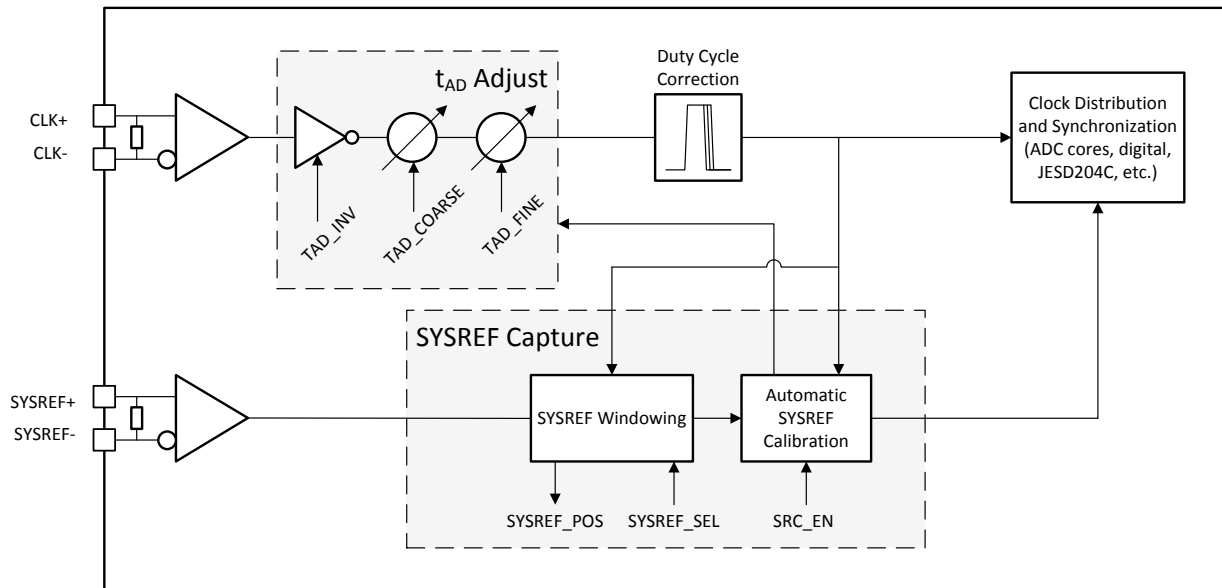 Duty Cycle
Correction
t_AD Adjust
CLK+
CLK-
Clock Distribution
and Synchronization
(ADC cores, digital,
JESD204C, etc.)
TAD_INV
TAD_COARSE
TAD_FINE
SYSREF Capture
SYSREF+
SYSREF-
SYSREF Windowing
Automatic
SYSREF
Calibration
SYSREF_POS
SYSREF_SEL
SRC_EN